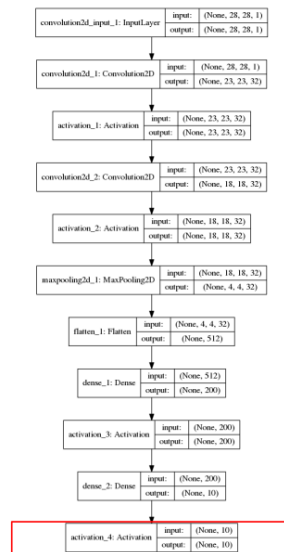 convolution2d_input_1: InputLayer
input: (None, 28, 28, 1)
output: (None, 28, 28, 1)
convolution2d_1: Convolution2D
input: (None, 28, 28, 1)
output: (None, 23, 23, 32)
activation_1: Activation
input: (None, 23, 23, 32)
output: (None, 23, 23, 32)
convolution2d_2: Convolution2D
input: (None, 23, 23, 32)
output: (None, 18, 18, 32)
activation_2: Activation
input: (None, 18, 18, 32)
output: (None, 18, 18, 32)
maxpooling2d_1: MaxPooling2D
input: (None, 18, 18, 32)
output: (None, 4, 4, 32)
flatten_1: Flatten
input: (None, 4, 4, 32)
output: (None, 512)
dense_1: Dense
input: (None, 512)
output: (None, 200)
activation_3: Activation
input: (None, 200)
output: (None, 200)
dense_2: Dense
input: (None, 200)
output: (None, 10)
activation_4: Activation
input: (None, 10)
output: (None, 10)